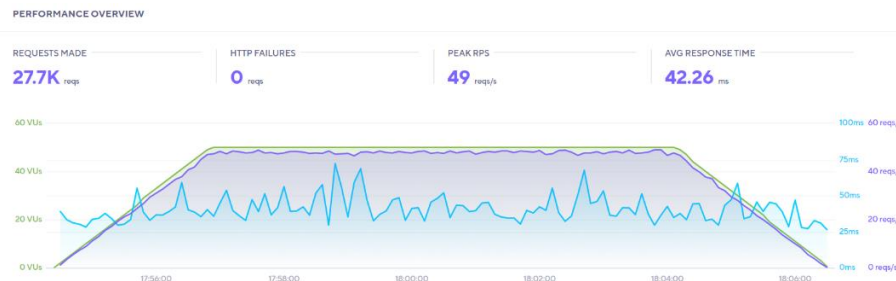 PERFORMANCE OVERVIEW
REQUESTS MADE
27.7K reqs
HTTP FAILURES
0 reqs
PEAK RPS
49 reqs/s
AVG RESPONSE TIME
42.26 ms
60 VUs
40 VUs
20 VUs
0 VUs
100ms
75ms
50ms
25ms
0ms
60 reqs,
40 reqs,
20 reqs,
0 reqs/s
17:56:00
17:58:00
18:00:00
18:02:00
18:04:00
18:06:00